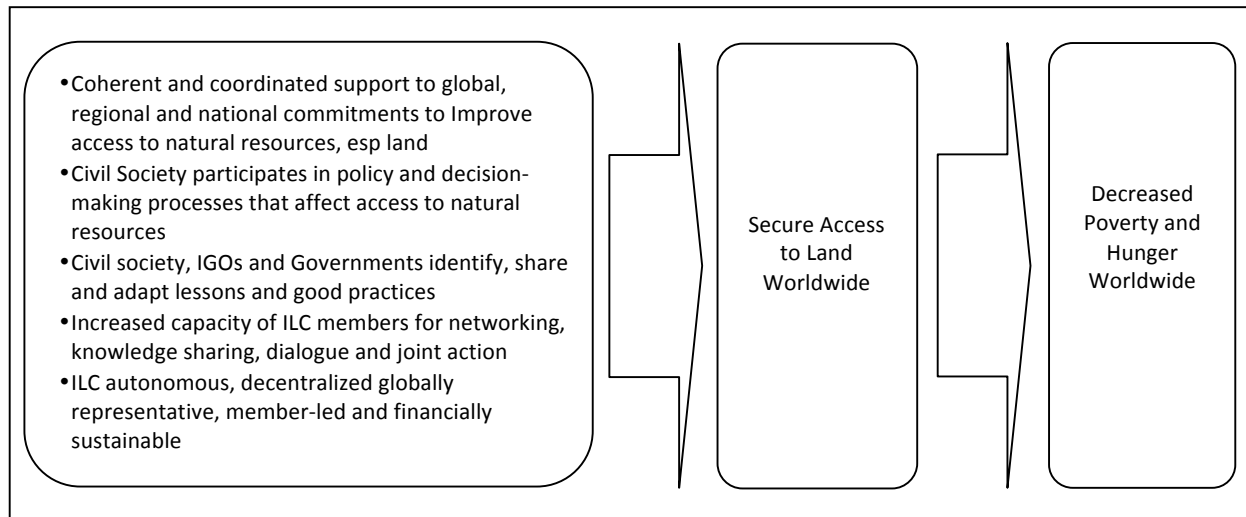 •Coherent and coordinated support to global,
regional and national commitments to Improve
access to natural resources, esp land
•Civil Society participates in policy and decision-
making processes that affect access to natural
resources
•Civil society, IGOs and Governments identify, share
and adapt lessons and good practices
•Increased capacity of ILC members for networking,
knowledge sharing, dialogue and joint action
•ILC autonomous, decentralized globally
representative, member-led and financially
sustainable
Secure Access
to Land
Worldwide
Decreased
Poverty and
Hunger
Worldwide